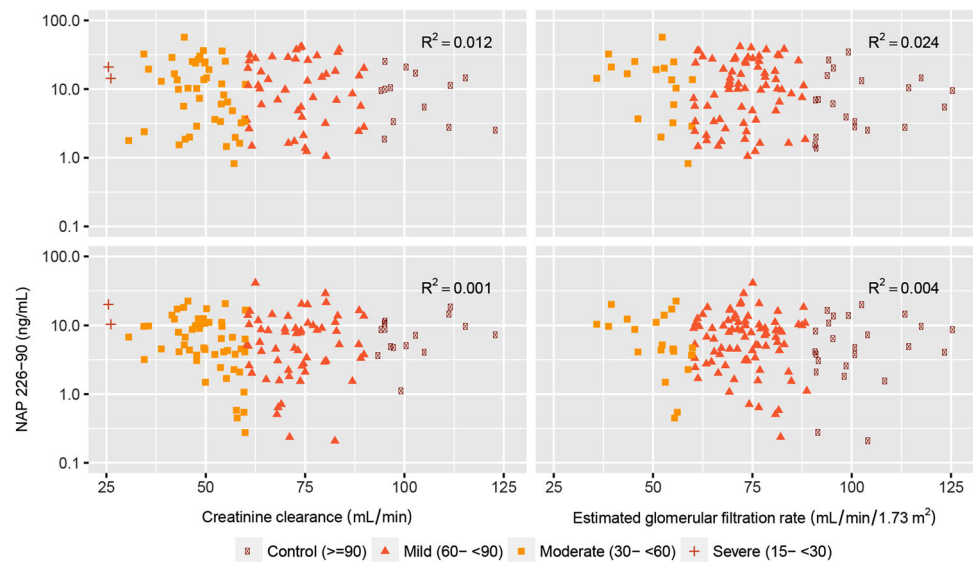 100.0
R² = 0.012
R² = 0.024
10.0
1.0
0.1
100.0
R² = 0.001
R² = 0.004
10.0
1.0
0.1
NAP 226−90 (ng/mL)
25 50 75 100 125 25 50 75 100 125
Creatinine clearance (mL/min) Estimated glomerular filtration rate (mL/min/1.73 m²)
Control (>=90) Mild (60− <90) Moderate (30− <60) Severe (15− <30)